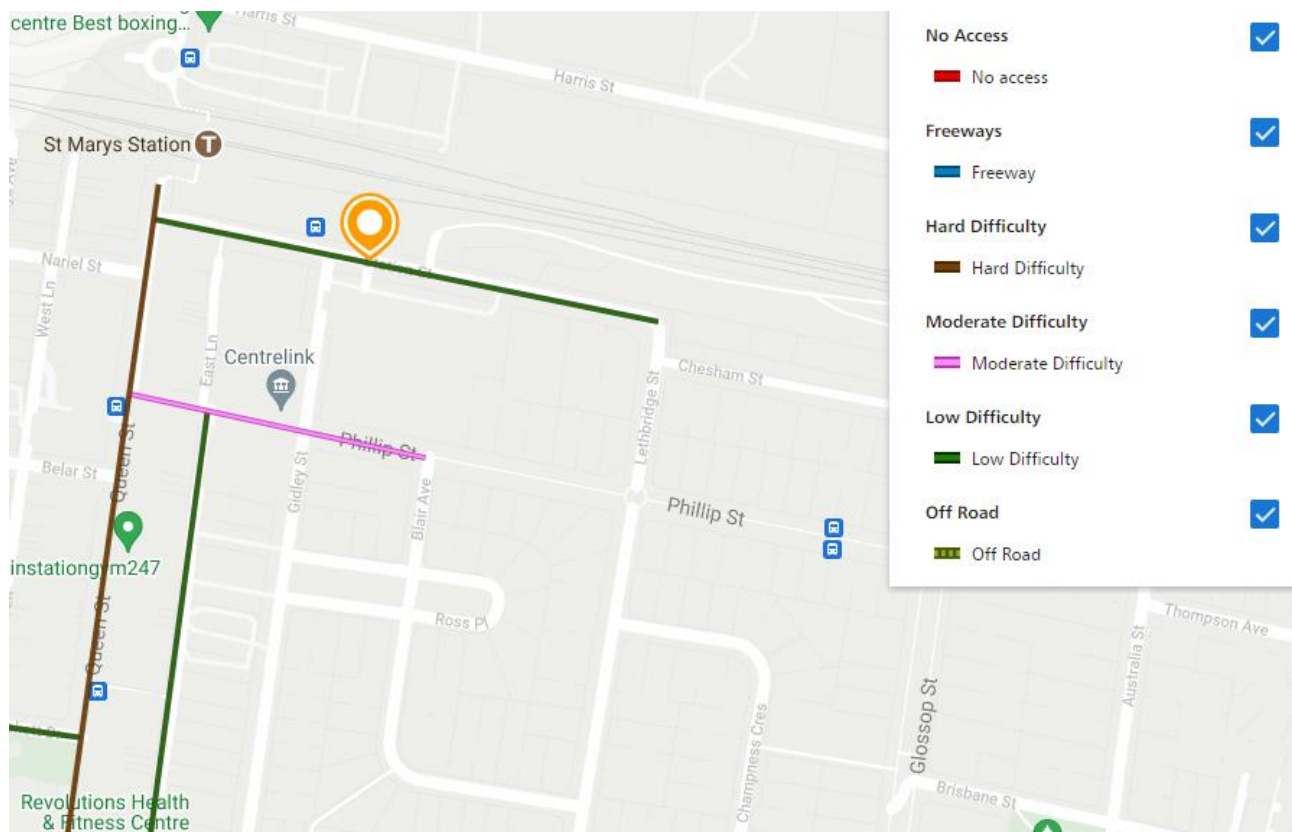 centre Best boxing...
Harris St
Harris St
St Marys Station
T
Nariel St
West Ln
East Ln
Station St
Centrelink
Chesham St
Lethbridge St
Phillip St
Queen St
Belar St
Gidley St
Blair Ave
Phillip St
instationgym247
Queen St
Ross Pl
Champness Cres
Glossop St
Australia St
Thompson Ave
Brisbane St
Revolutions Health
& Fitness Centre
No Access
No access
Freeways
Freeway
Hard Difficulty
Hard Difficulty
Moderate Difficulty
Moderate Difficulty
Low Difficulty
Low Difficulty
Off Road
Off Road